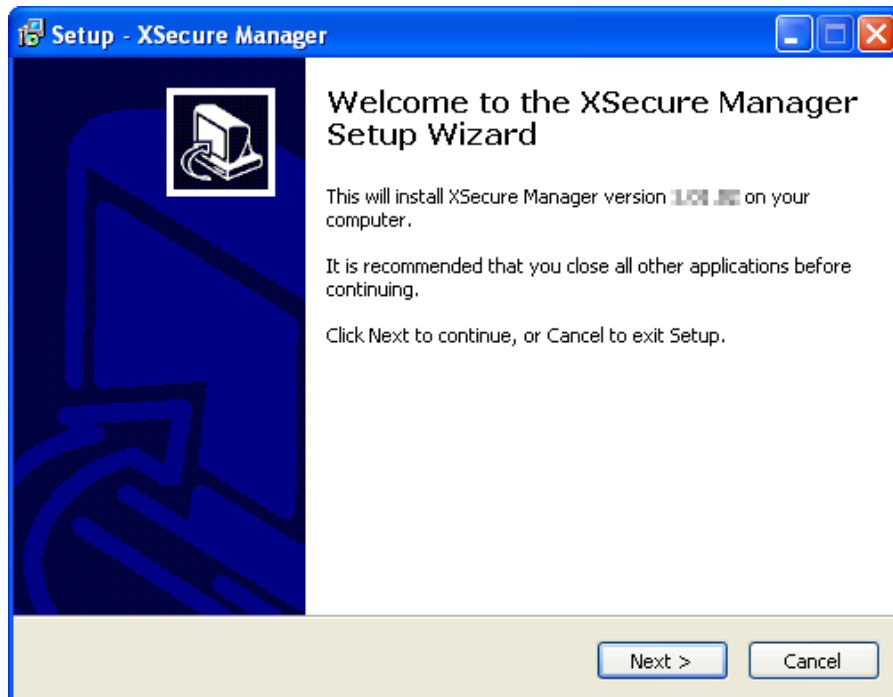 Setup - XSecure Manager
Welcome to the XSecure Manager
Setup Wizard
This will install XSecure Manager version on your
computer.
It is recommended that you close all other applications before
continuing.
Click Next to continue, or Cancel to exit Setup.
Next >
Cancel